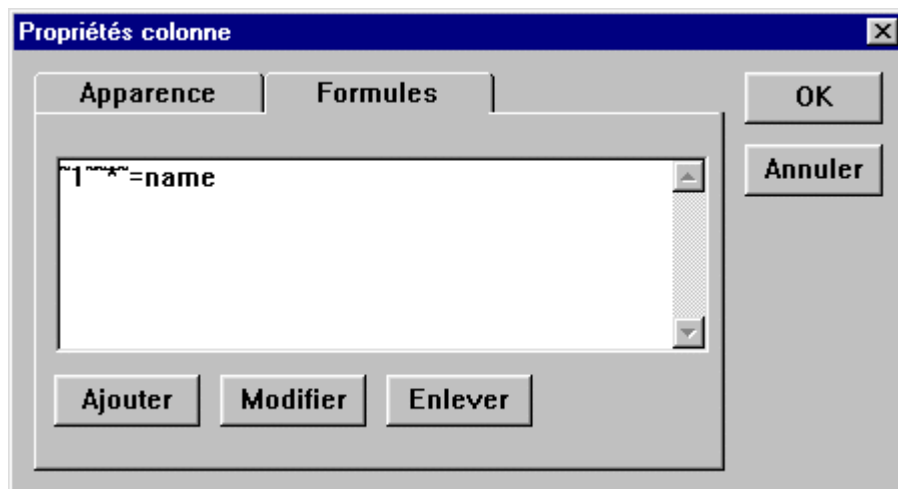 Propriétés colonne
Apparence Formules
OK
~1~~*~=name
Annuler
Ajouter Modifier Enlever